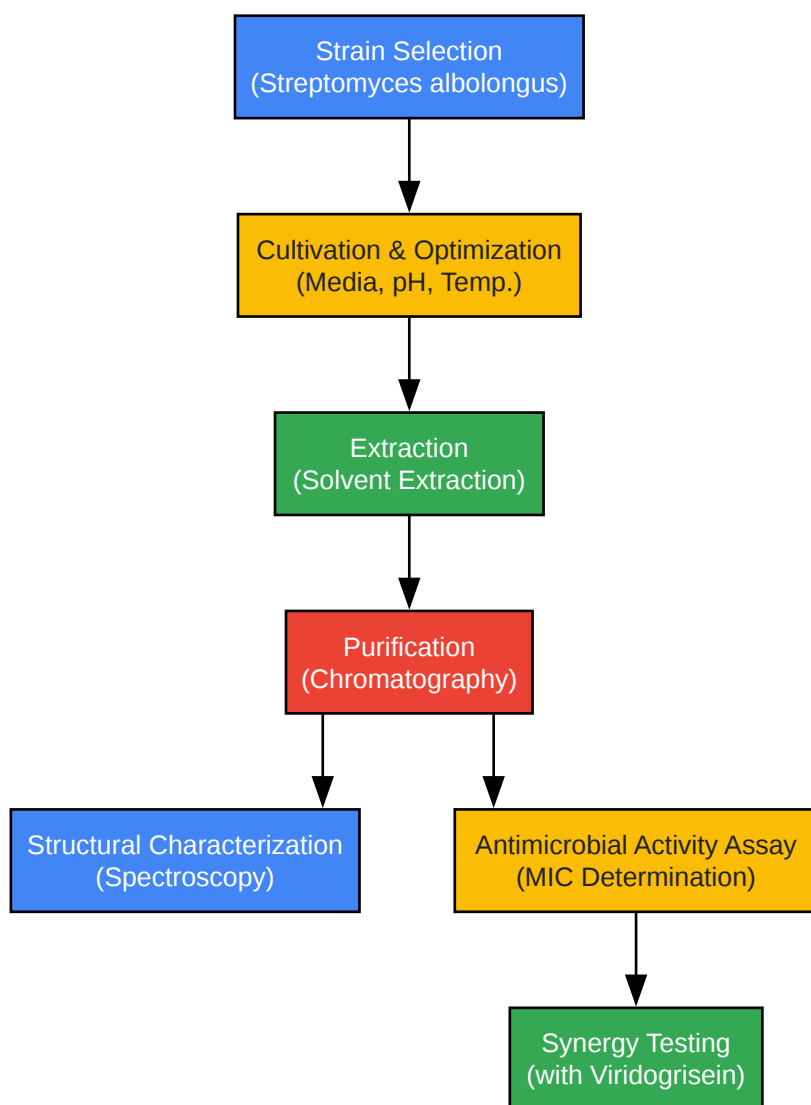 Strain Selection
(Streptomyces albolongus)
Cultivation & Optimization
(Media, pH, Temp.)
Extraction
(Solvent Extraction)
Purification
(Chromatography)
Structural Characterization
(Spectroscopy)
Antimicrobial Activity Assay
(MIC Determination)
Synergy Testing
(with Viridogrisein)